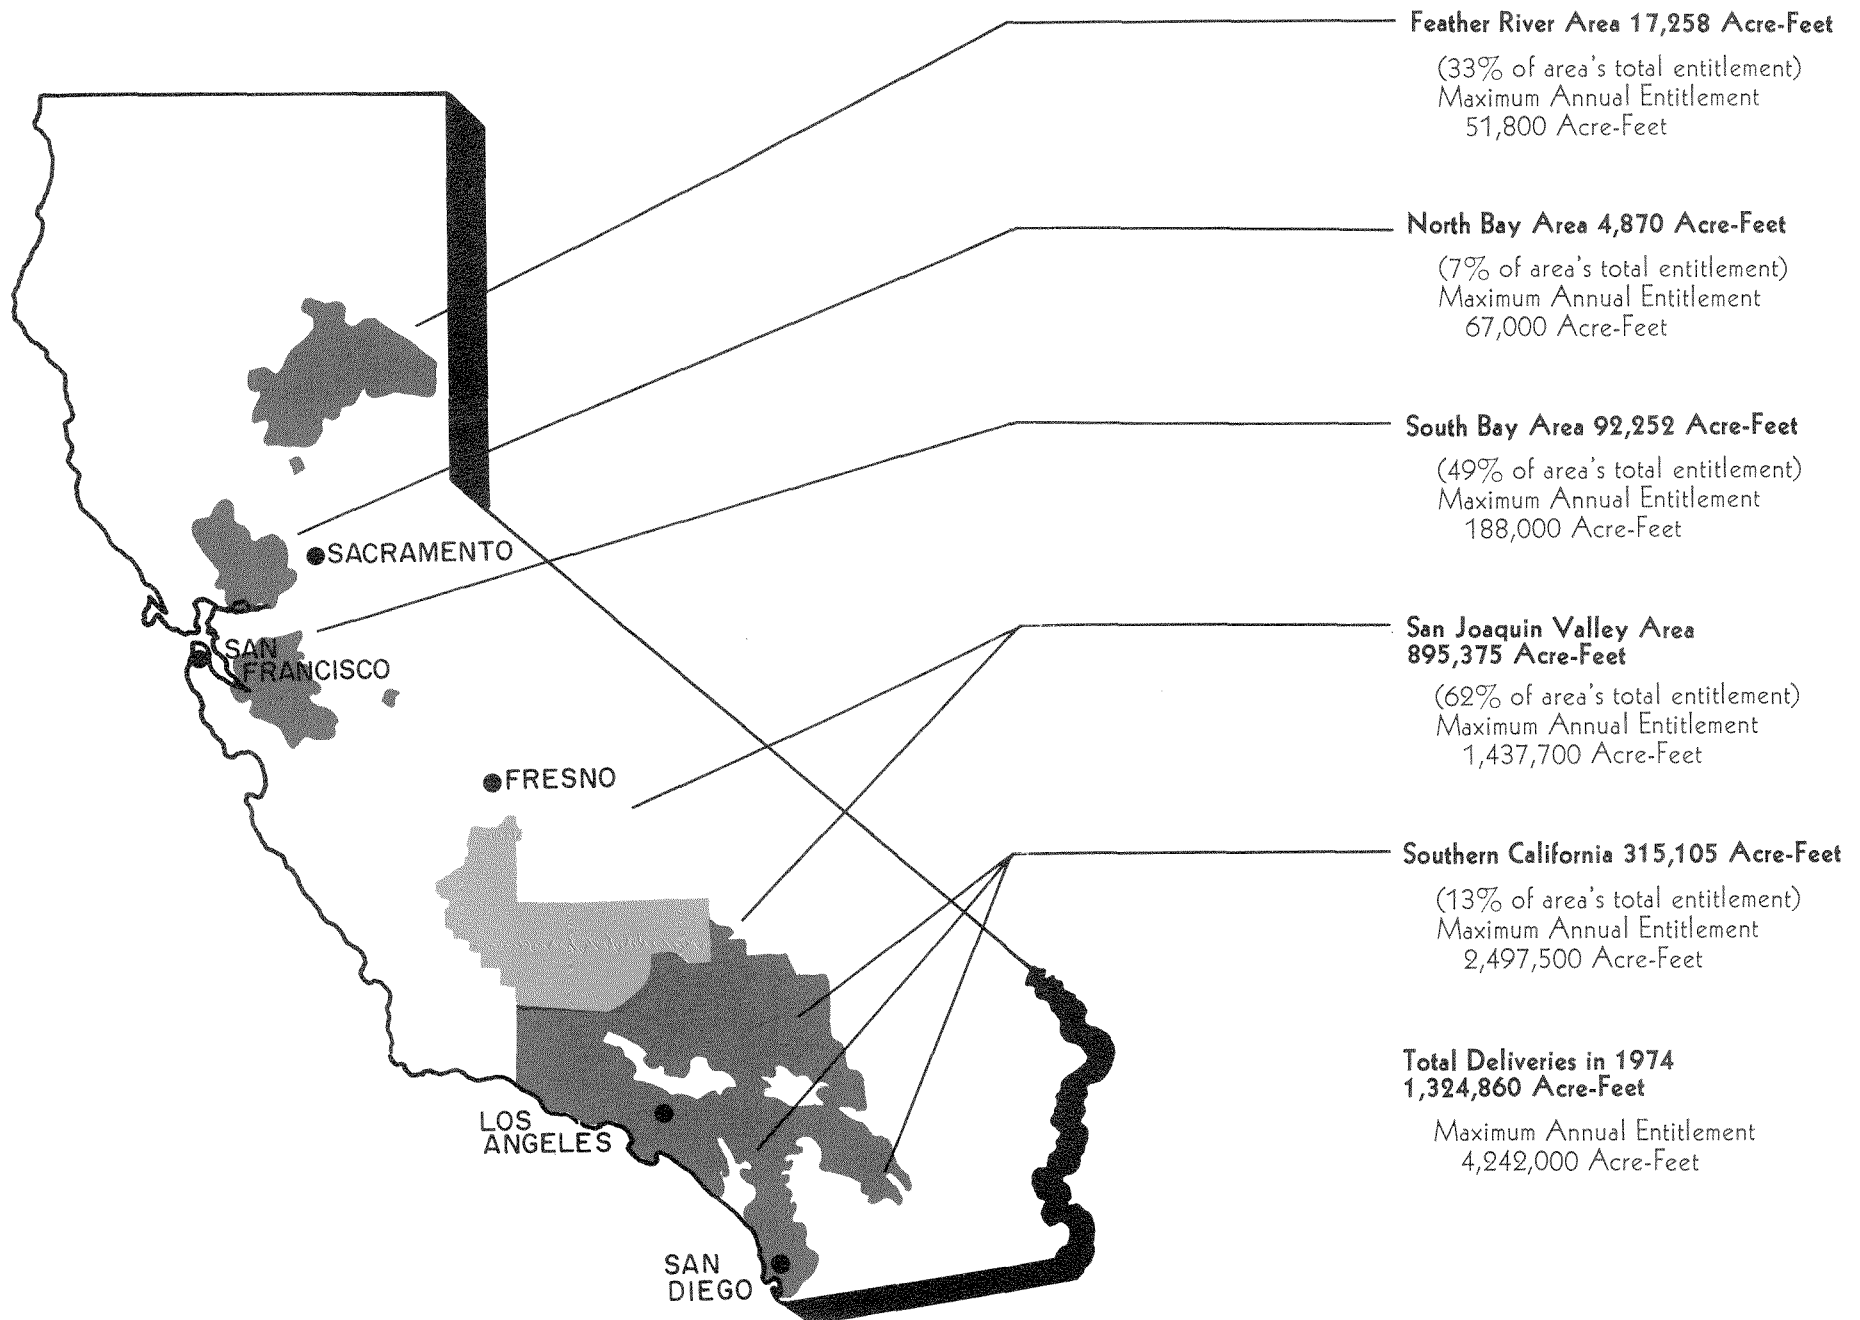 Feather River Area 17,258 Acre-Feet
(33% of area's total entitlement)
Maximum Annual Entitlement
51,800 Acre-Feet
North Bay Area 4,870 Acre-Feet
(7% of area's total entitlement)
Maximum Annual Entitlement
67,000 Acre-Feet
South Bay Area 92,252 Acre-Feet
(49% of area's total entitlement)
Maximum Annual Entitlement
188,000 Acre-Feet
San Joaquin Valley Area
895,375 Acre-Feet
(62% of area's total entitlement)
Maximum Annual Entitlement
1,437,700 Acre-Feet
Southern California 315,105 Acre-Feet
(13% of area's total entitlement)
Maximum Annual Entitlement
2,497,500 Acre-Feet
Total Deliveries in 1974
1,324,860 Acre-Feet
Maximum Annual Entitlement
4,242,000 Acre-Feet
SACRAMENTO
SAN
FRANCISCO
FRESNO
LOS
ANGELES
SAN
DIEGO